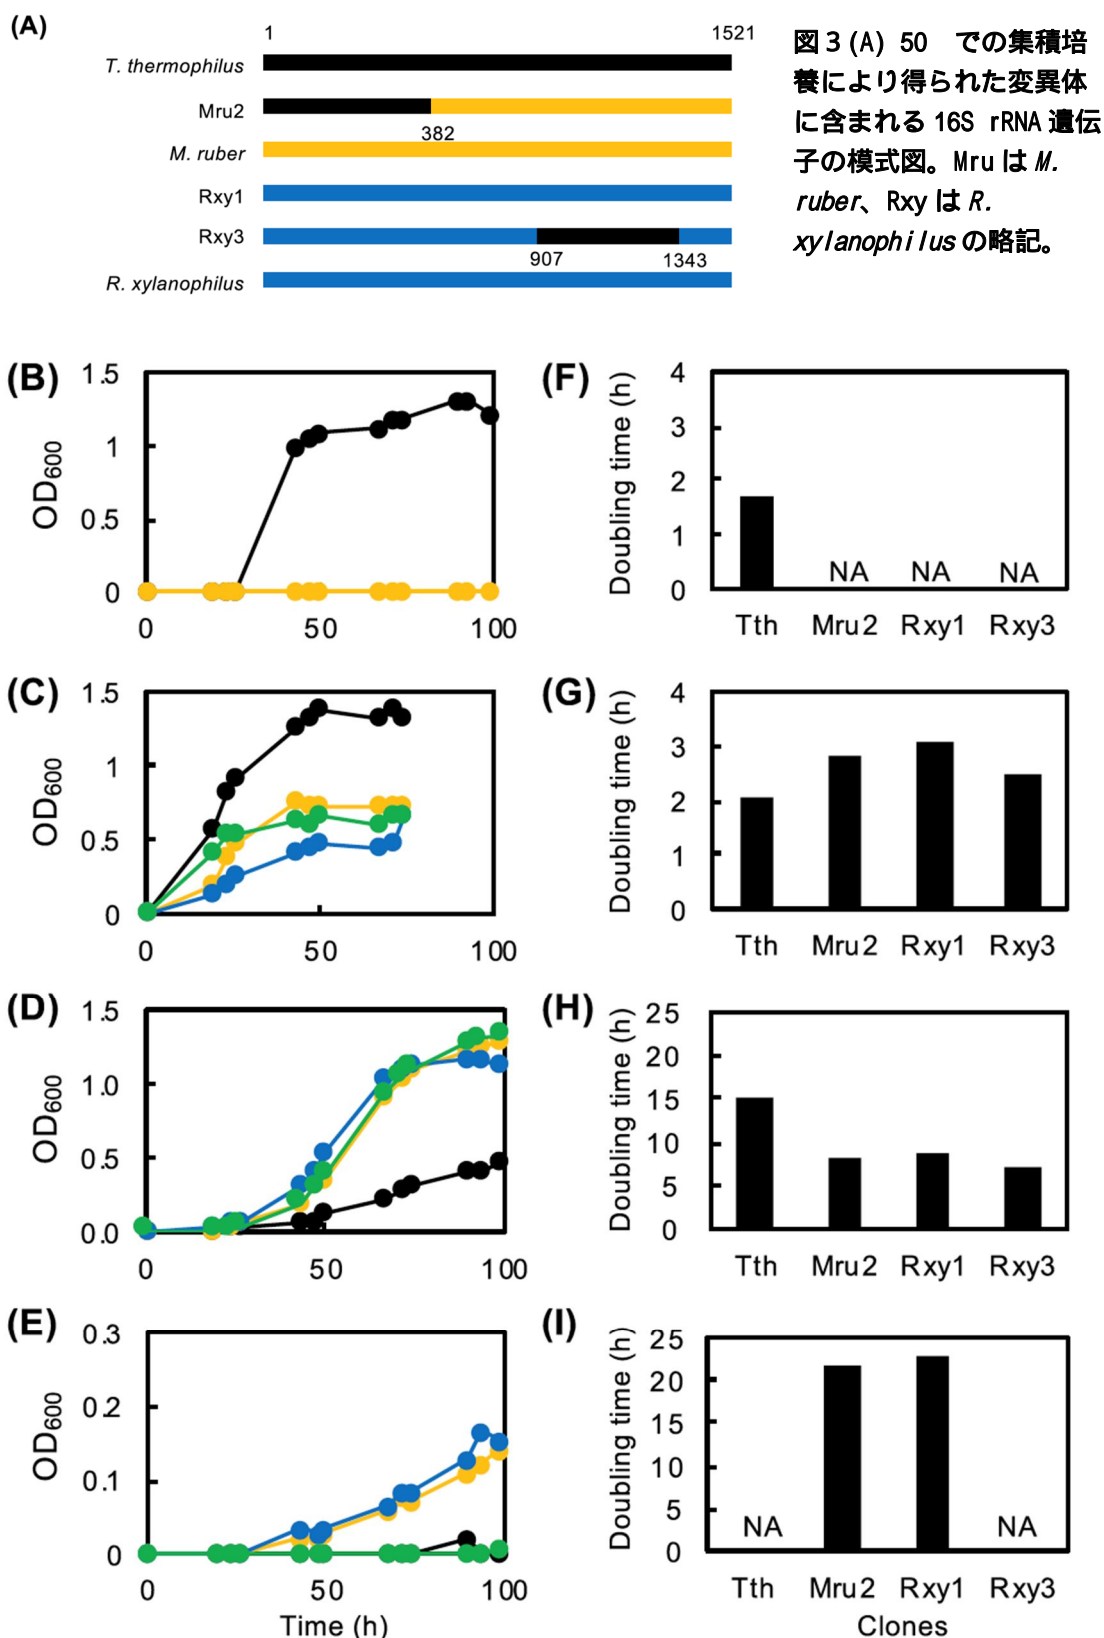 (A)
1 1521
T. thermophilus
Mru2
382
M. ruber
Rxy1
Rxy3
907 1343
R. xylanophilus
図3(A) 50 での集積培
養により得られた変異体
に含まれる16S rRNA遺伝
子の模式図。MruはM.
ruber、RxyはR.
xylanophilusの略記。
(B)
OD600
1.5
1
0.5
0
0 50 100
(F)
Doubling time (h)
4
3
2
1
0
NA NA NA
Tth Mru2 Rxy1 Rxy3
(C)
OD600
1.5
1
0.5
0
0 50 100
(G)
Doubling time (h)
4
3
2
1
0
Tth Mru2 Rxy1 Rxy3
(D)
OD600
1.5
1.0
0.5
0.0
0 50 100
(H)
Doubling time (h)
25
20
15
10
5
0
Tth Mru2 Rxy1 Rxy3
(E)
OD600
0.3
0.2
0.1
0
0 50 100
Time (h)
(I)
Doubling time (h)
25
20
15
10
5
0
NA NA
Tth Mru2 Rxy1 Rxy3
Clones